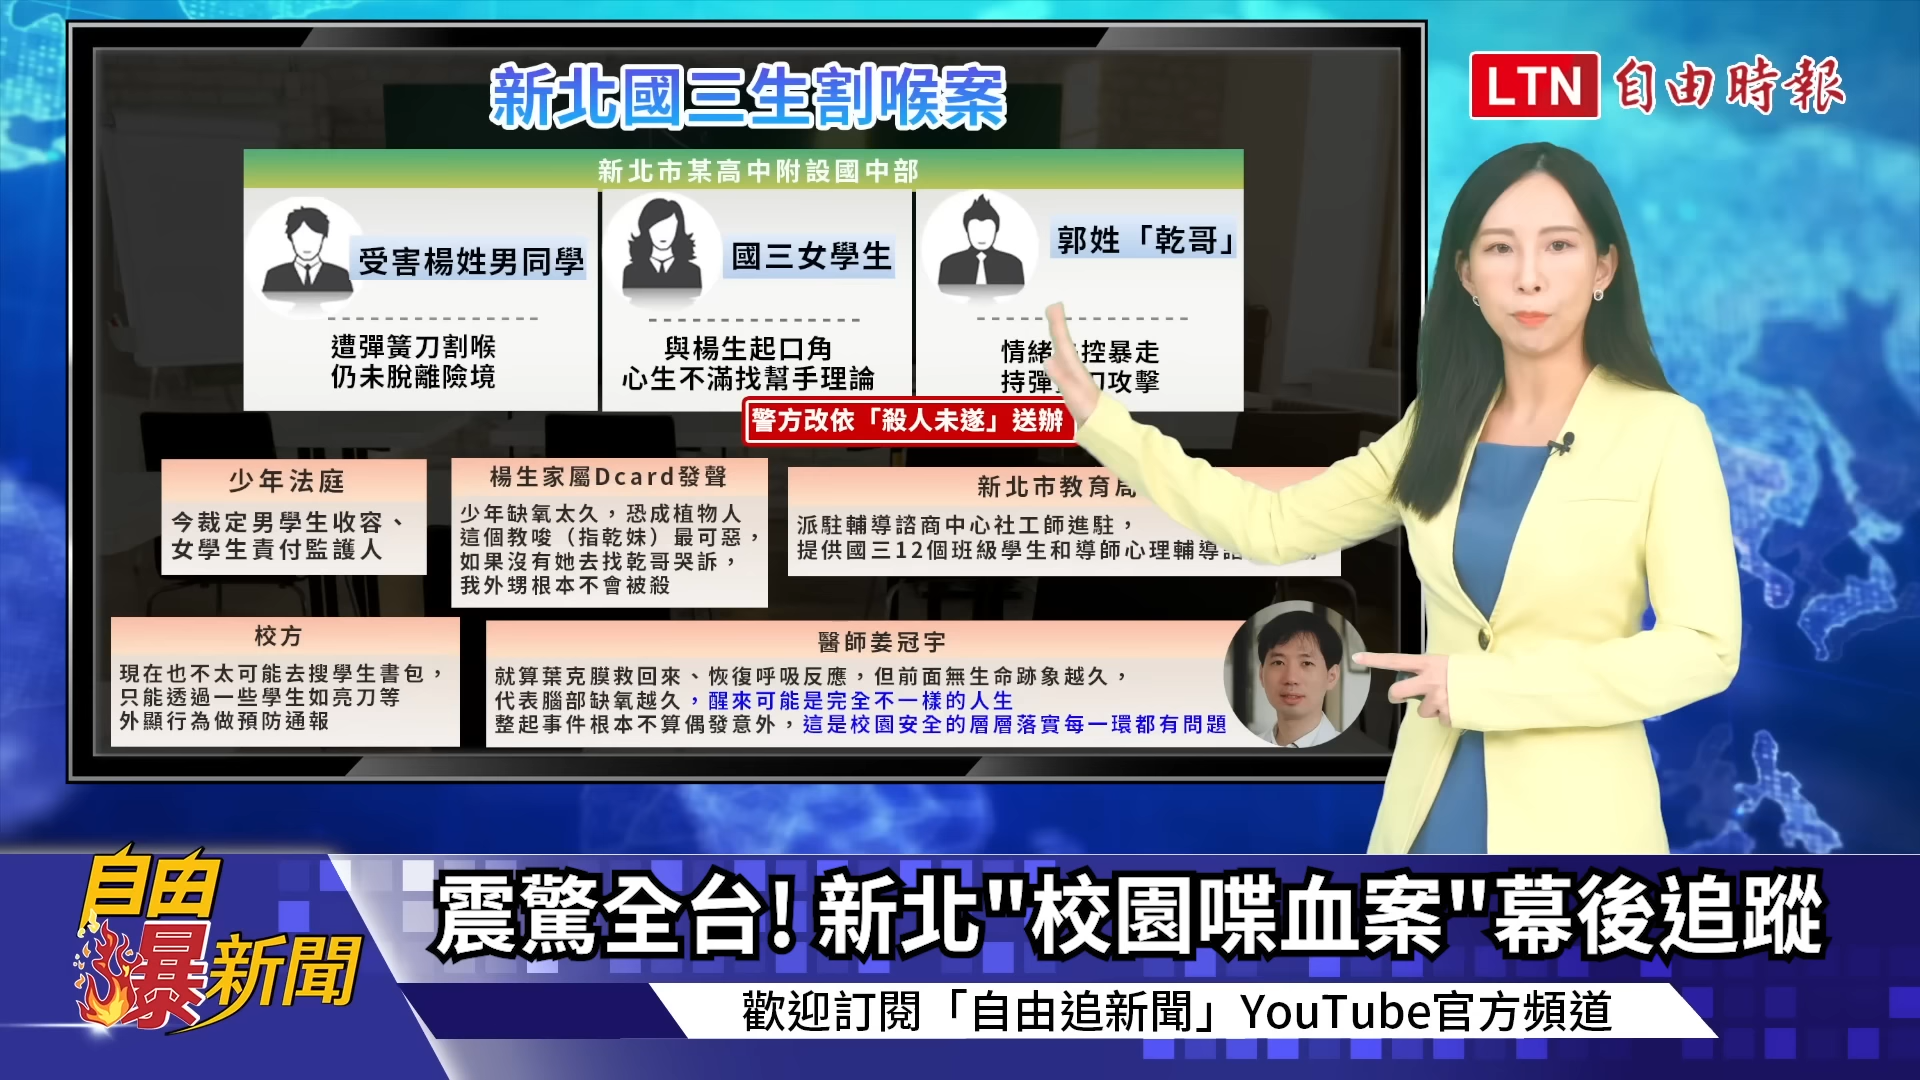 新北國三生割喉案
LTN 自由時報
新北市某高中附設國中部
受害楊姓男同學
遭彈簧刀割喉
仍未脫離險境
國三女學生
與楊生起口角
心生不滿找幫手理論
郭姓「乾哥」
情緒 控暴走
持彈 刀攻擊
警方改依「殺人未遂」送辦
少年法庭
今裁定男學生收容、
女學生責付監護人
楊生家屬Dcard發聲
少年缺氧太久，恐成植物人
這個教唆（指乾妹）最可惡，
如果沒有她去找乾哥哭訴，
我外甥根本不會被殺
新北市教育局
派駐輔導諮商中心社工師進駐，
提供國三12個班級學生和導師心理輔導
校方
現在也不太可能去搜學生書包，
只能透過一些學生如亮刀等
外顯行為做預防通報
醫師姜冠宇
就算葉克膜救回來、恢復呼吸反應，但前面無生命跡象越久，
代表腦部缺氧越久，醒來可能是完全不一樣的人生
整起事件根本不算偶發意外，這是校園安全的層層落實每一環都有問題
自由爆新聞
震驚全台! 新北"校園喋血案"幕後追蹤
歡迎訂閱「自由追新聞」YouTube官方頻道